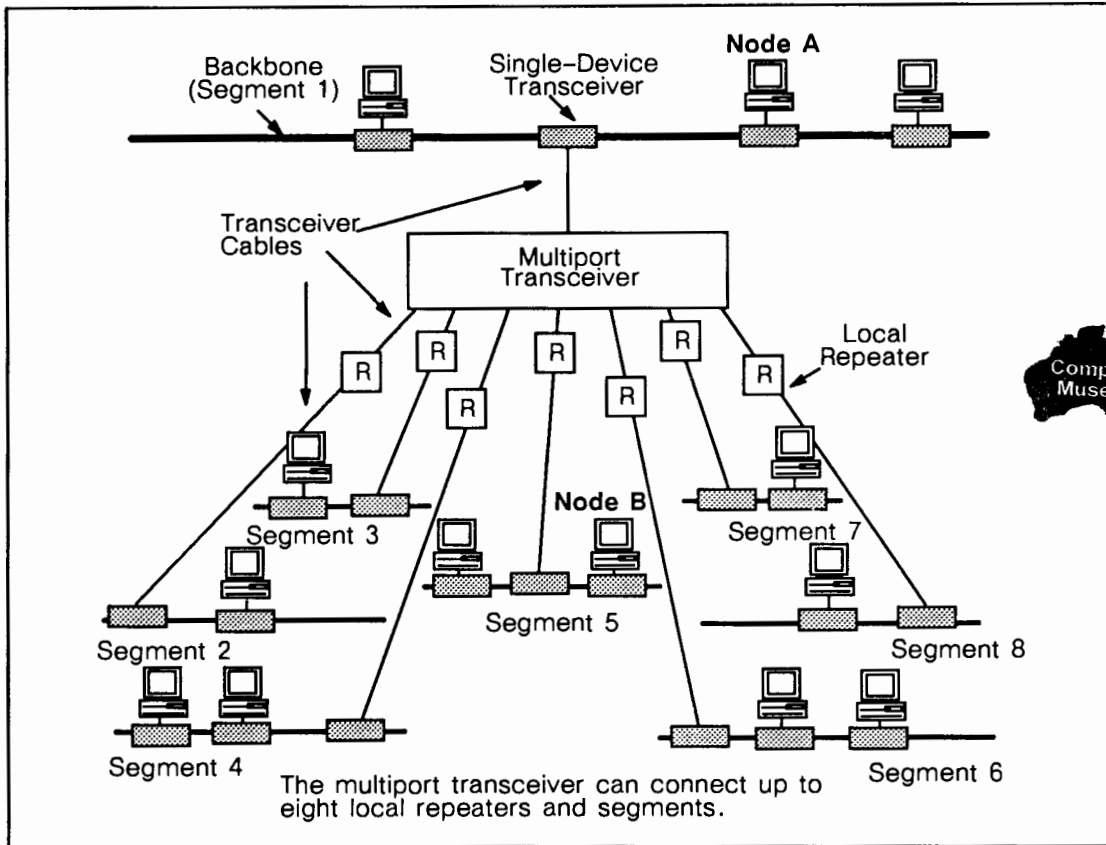 Node A
Backbone
(Segment 1)
Single-Device
Transceiver
Transceiver
Cables
Multiport
Transceiver
R
R
R
R
R
R
R
Local
Repeater
Node B
Segment 3
Segment 7
Segment 5
Segment 2
Segment 8
Segment 4
Segment 6
The multiport transceiver can connect up to
eight local repeaters and segments.